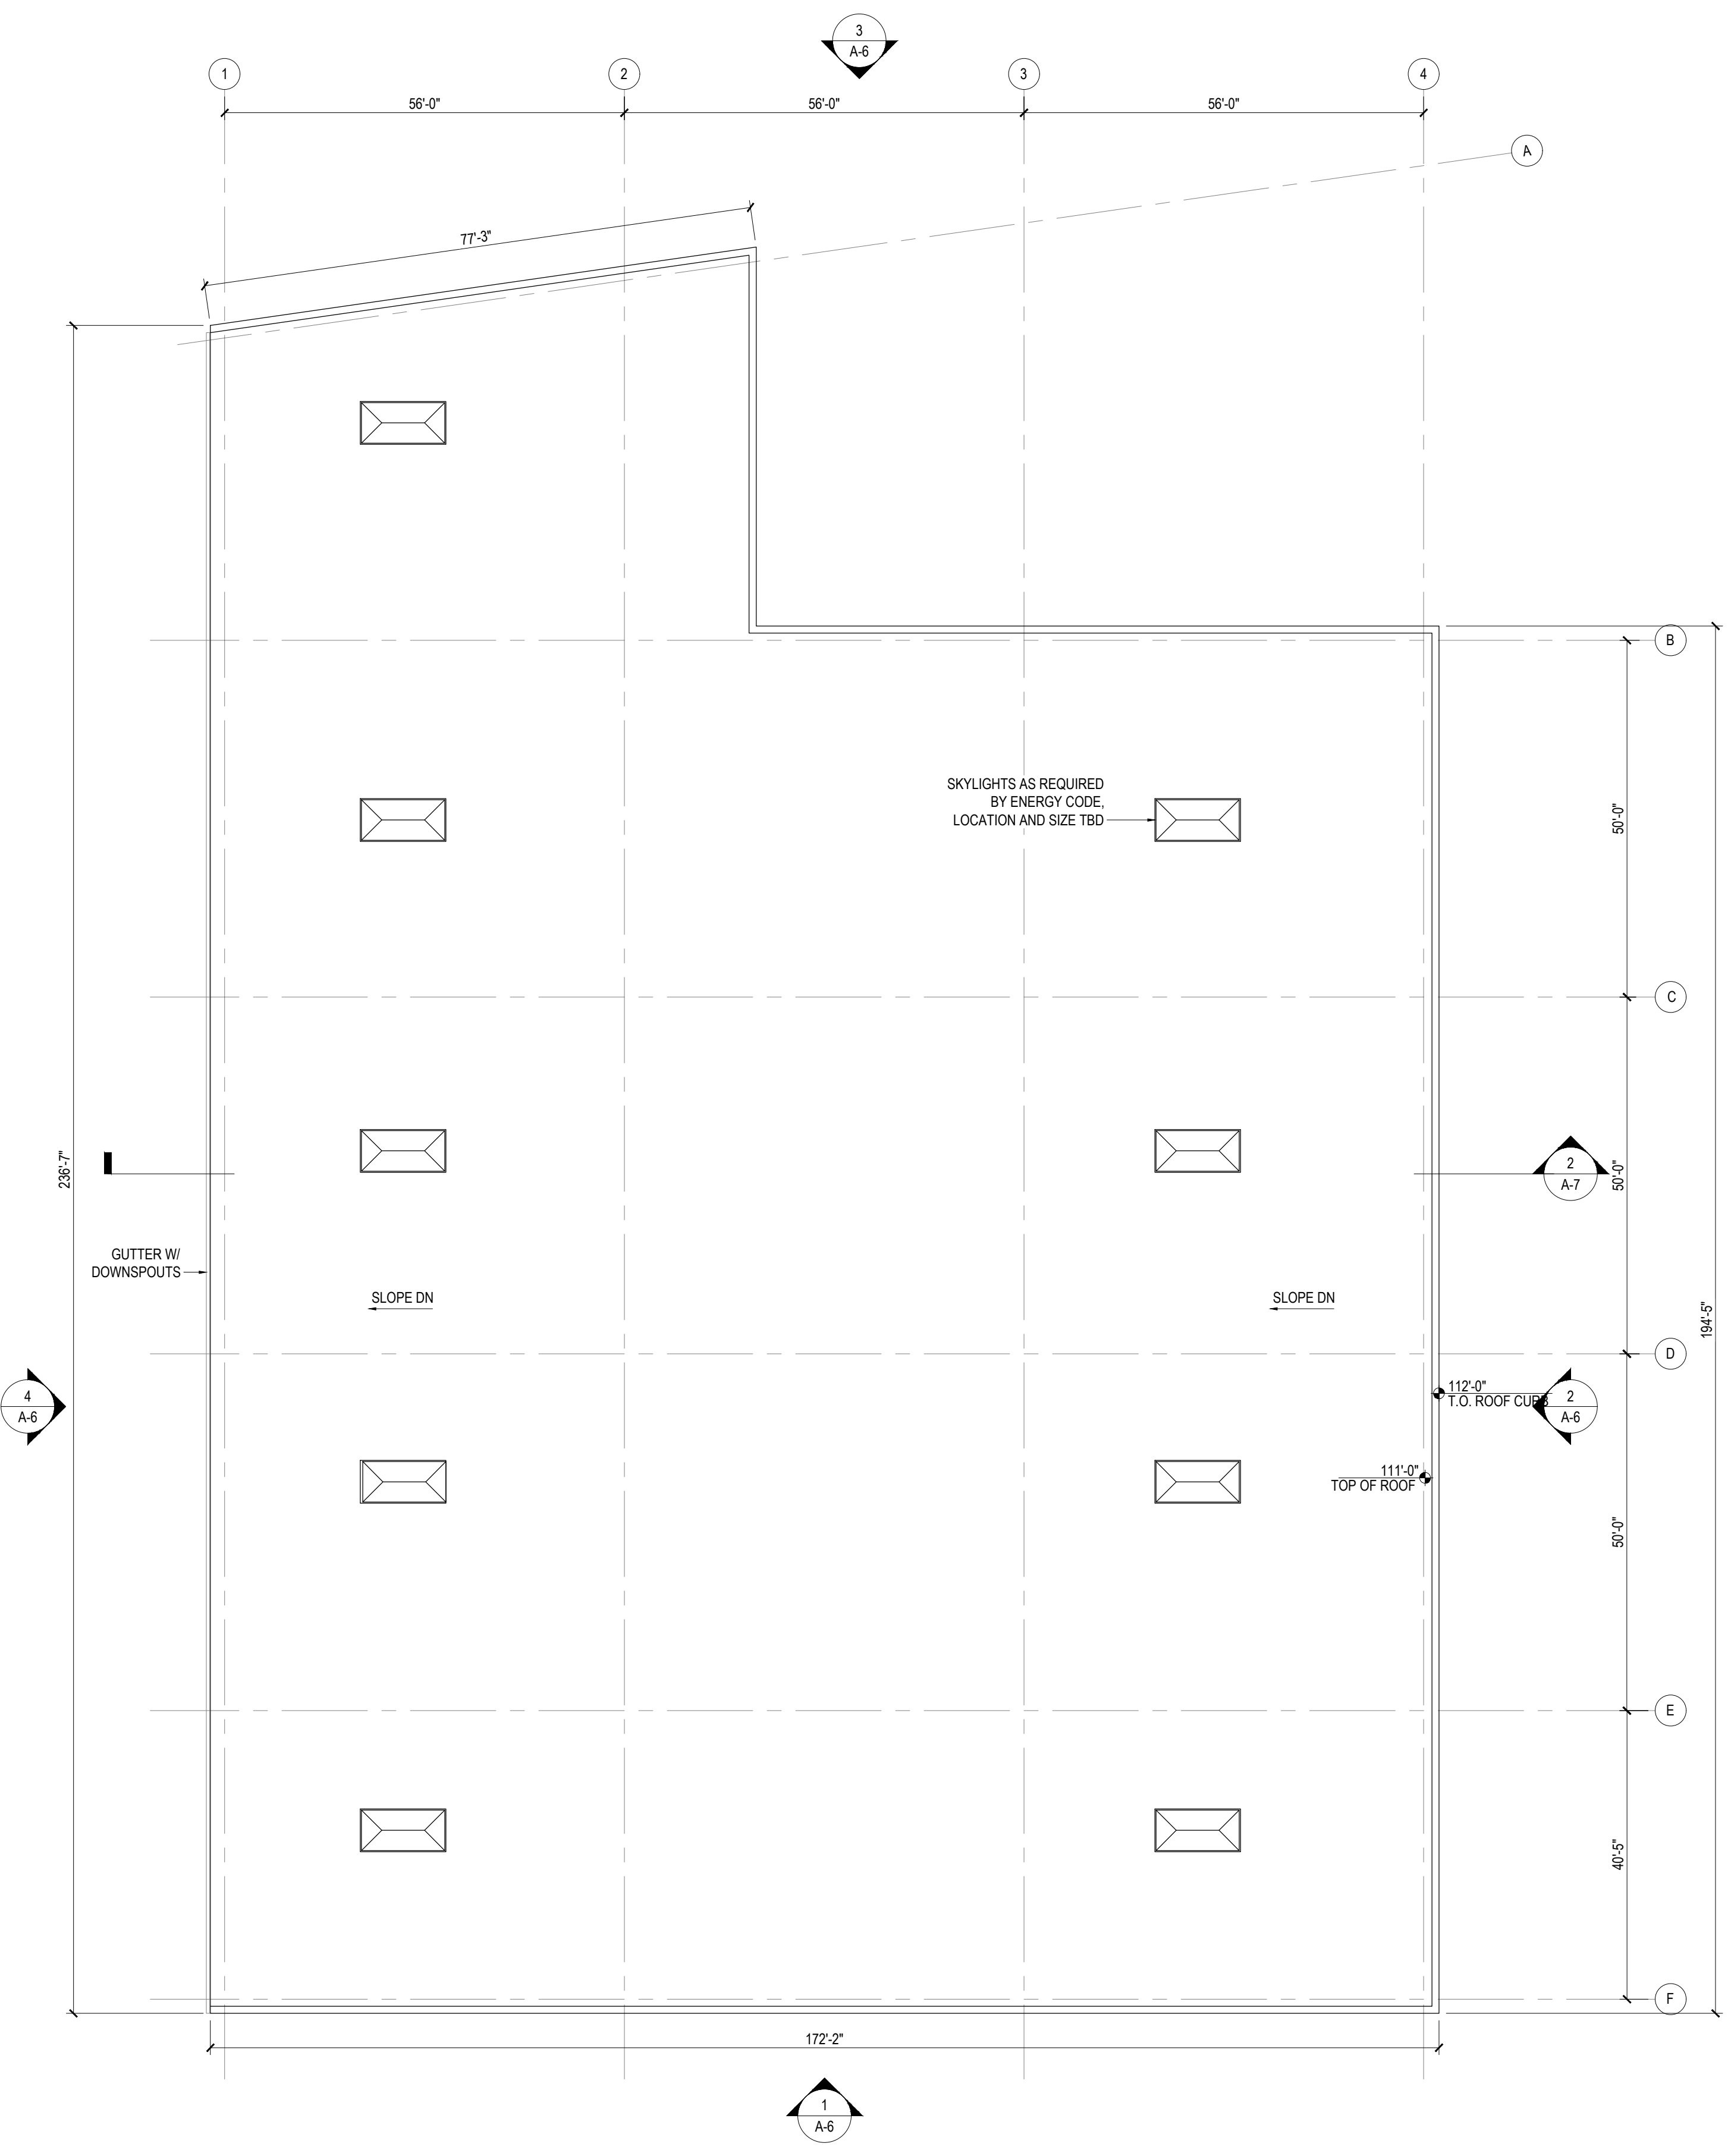 3
A-6
1
2
3
4
56'-0"
56'-0"
56'-0"
A
77'-3"
B
SKYLIGHTS AS REQUIRED
BY ENERGY CODE,
LOCATION AND SIZE TBD
50'-0"
C
236'-7"
2
A-7
50'-0"
GUTTER W/
DOWNSPOUTS
SLOPE DN
SLOPE DN
194'-5"
D
4
A-6
112'-0"
T.O. ROOF CURB
2
A-6
111'-0"
TOP OF ROOF
50'-0"
E
40'-5"
F
172'-2"
1
A-6